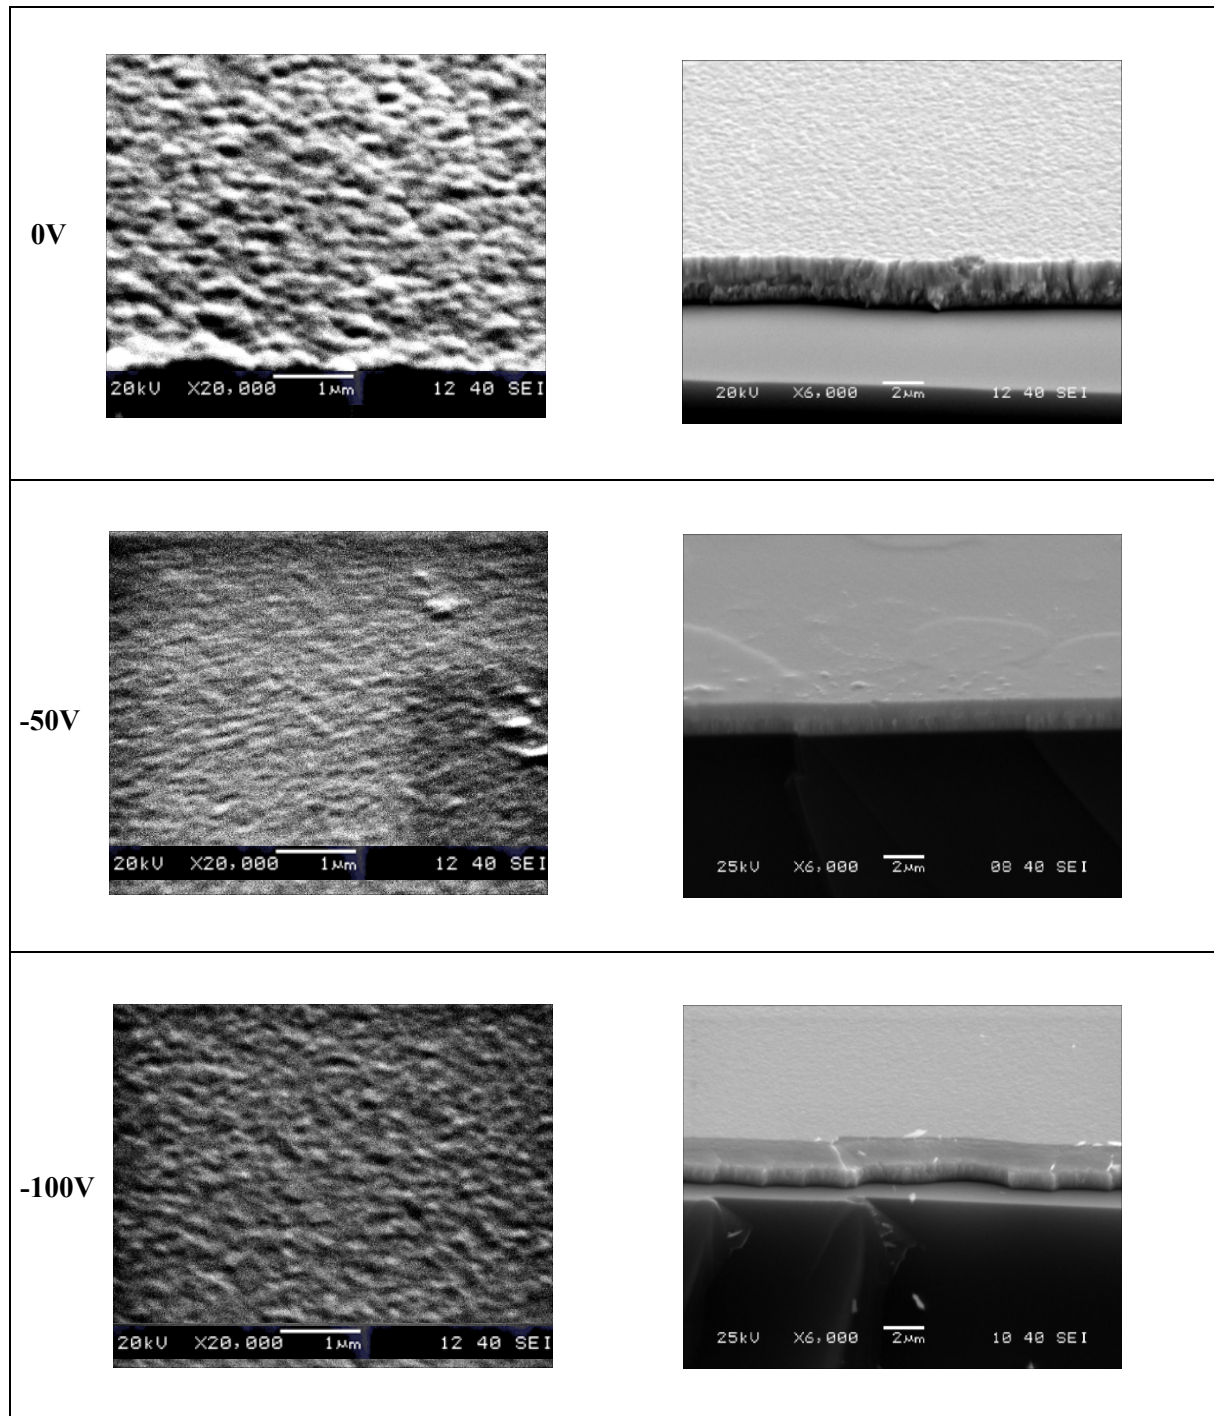 0V
20kV X20,000 1μm 12 40 SEI
20kV X6,000 2μm 12 40 SEI
-50V
20kV X20,000 1μm 12 40 SEI
25kV X6,000 2μm 08 40 SEI
-100V
20kV X20,000 1μm 12 40 SEI
25kV X6,000 2μm 10 40 SEI